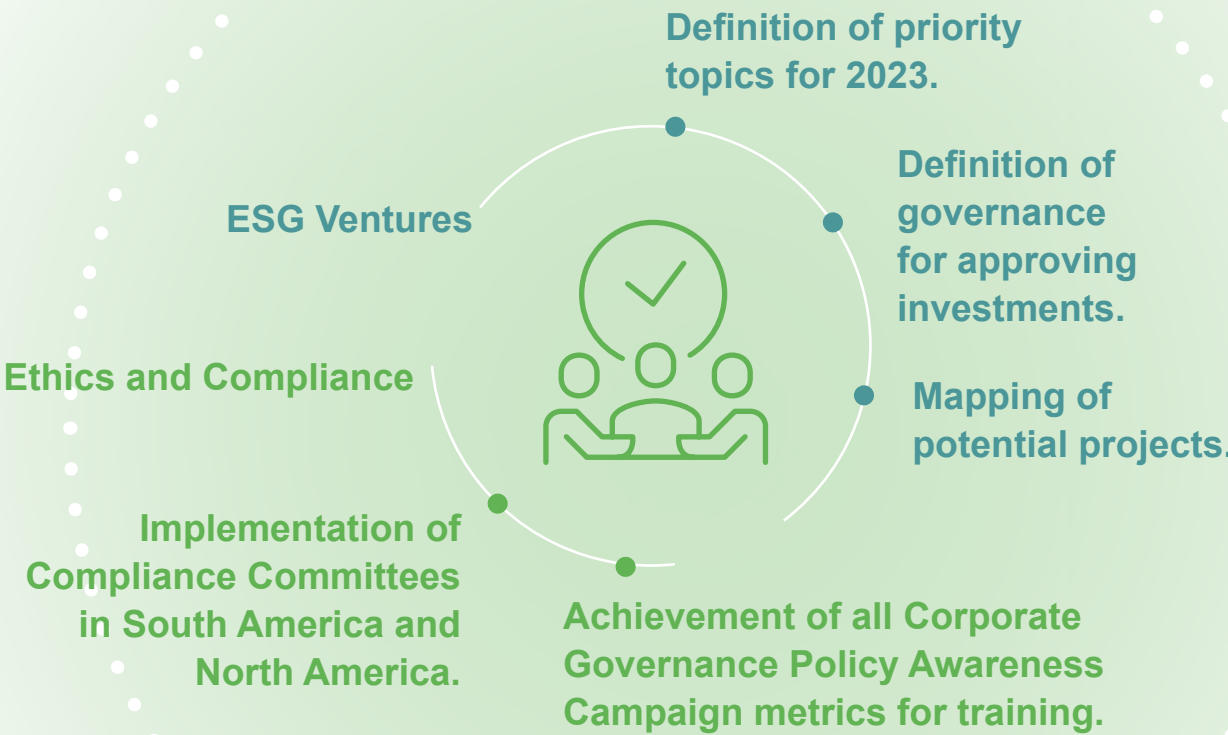 ESG Ventures
Definition of priority
topics for 2023.
Definition of
governance
for approving
investments.
Mapping of
potential projects.
Ethics and Compliance
Implementation of
Compliance Committees
in South America and
North America.
Achievement of all Corporate
Governance Policy Awareness
Campaign metrics for training.